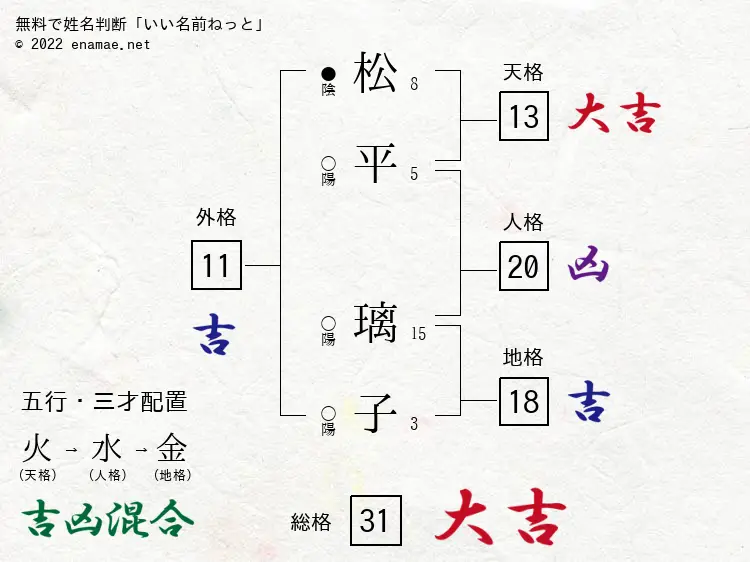 無料で姓名判断「いい名前ねっと」
© 2022 enamae.net
●
陰
松
8
天格
13
大吉
○
陽
平
5
外格
11
吉
人格
20
凶
○
陽
璃
15
地格
18
吉
○
陽
子
3
五行・三才配置
火 → 水 → 金
(天格) (人格) (地格)
吉凶混合
総格 31 大吉